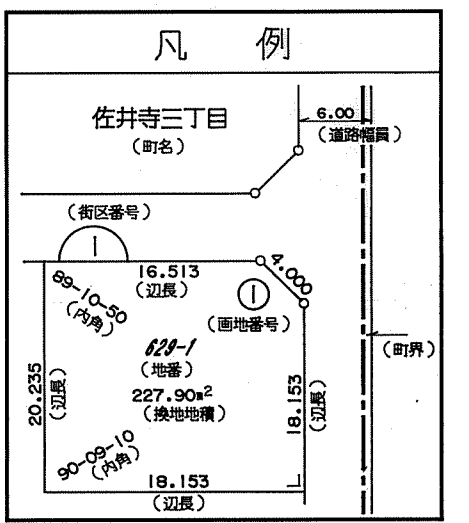 凡例
佐井寺三丁目
(町名)
6.00
(道路幅員)
(街区番号)
1
16.513
(辺長)
4.000
89-10-50
(内角)
1
(画地番号)
629-1
(地番)
227.90m²
(換地地積)
20.235
(辺長)
18.153
(辺長)
(町界)
90-09-10
(内角)
18.153
(辺長)